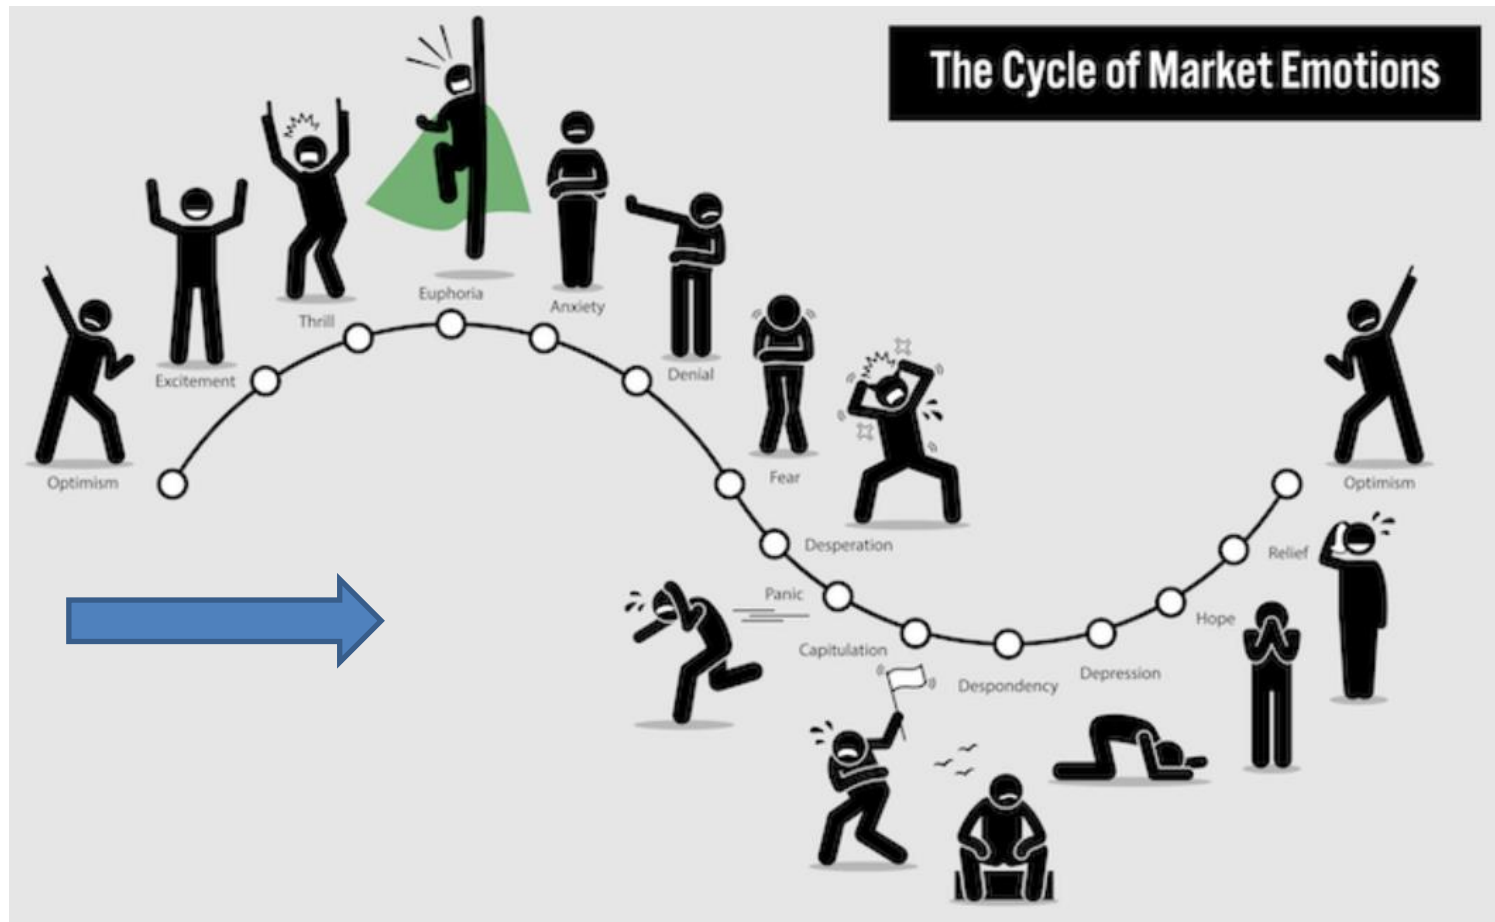 The Cycle of Market Emotions
Optimism
Excitement
Thrill
Euphoria
Anxiety
Denial
Fear
Desperation
Panic
Capitulation
Despondency
Depression
Hope
Relief
Optimism